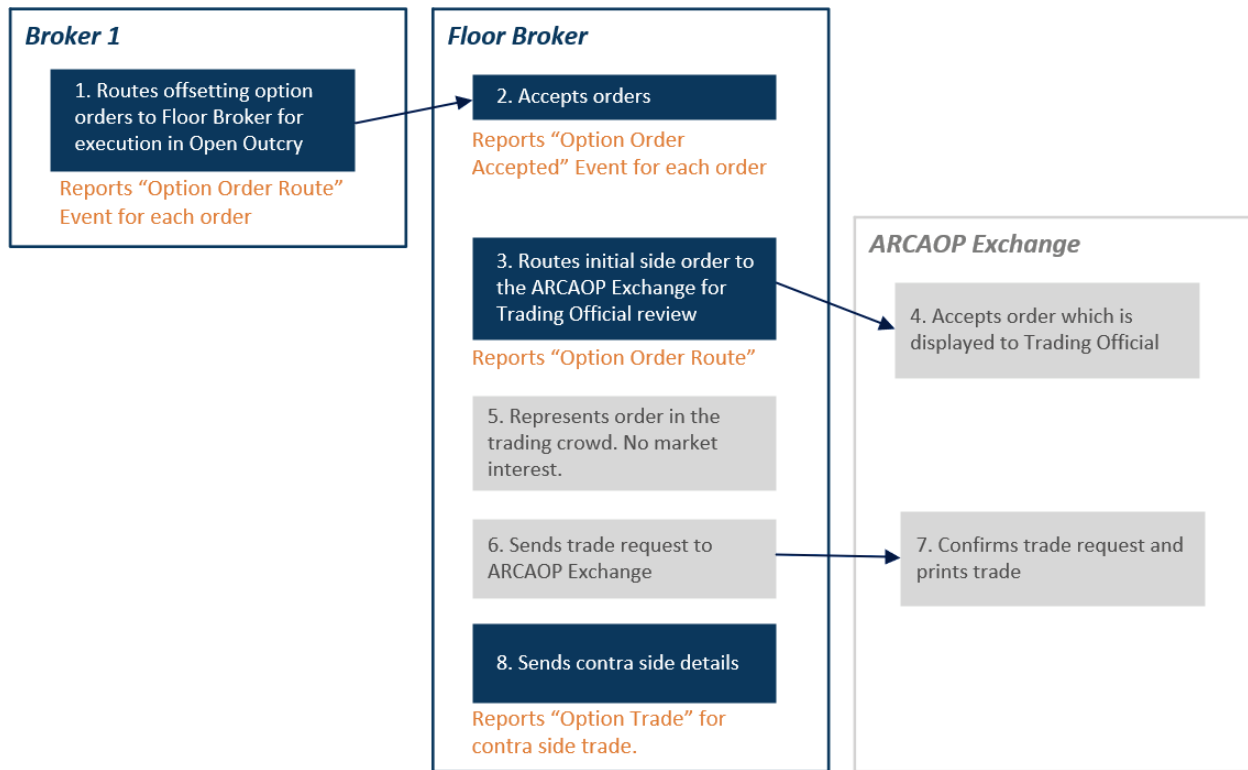 Broker 1
1. Routes offsetting option
orders to Floor Broker for
execution in Open Outcry
Reports “Option Order Route”
Event for each order
Floor Broker
2. Accepts orders
Reports “Option Order
Accepted” Event for each order
3. Routes initial side order to
the ARCAOP Exchange for
Trading Official review
Reports “Option Order Route”
5. Represents order in the
trading crowd. No market
interest.
6. Sends trade request to
ARCAOP Exchange
8. Sends contra side details
Reports “Option Trade” for
contra side trade.
ARCAOP Exchange
4. Accepts order which is
displayed to Trading Official
7. Confirms trade request and
prints trade